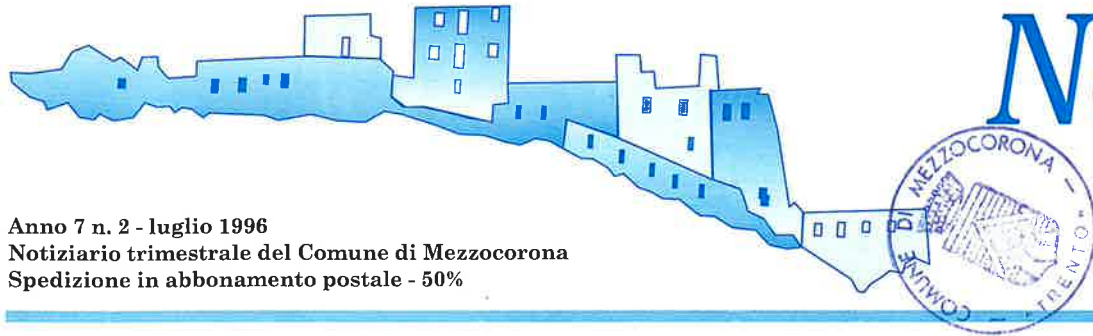 N
COMUNE DI MEZZOCORONA - "TRENTO" -
Anno 7 n. 2 - luglio 1996
Notiziario trimestrale del Comune di Mezzocorona
Spedizione in abbonamento postale - 50%